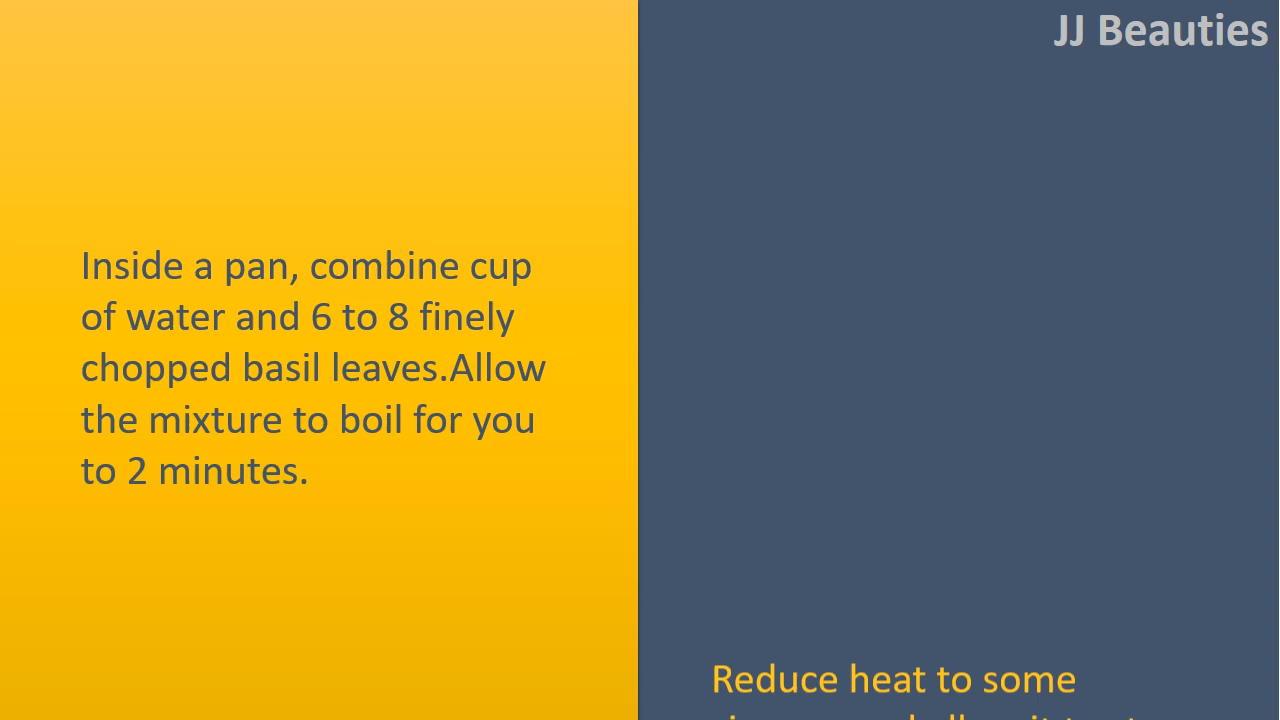 JJ Beauties
Inside a pan, combine cup
of water and 6 to 8 finely
chopped basil leaves.Allow
the mixture to boil for you
to 2 minutes.
Reduce heat to some